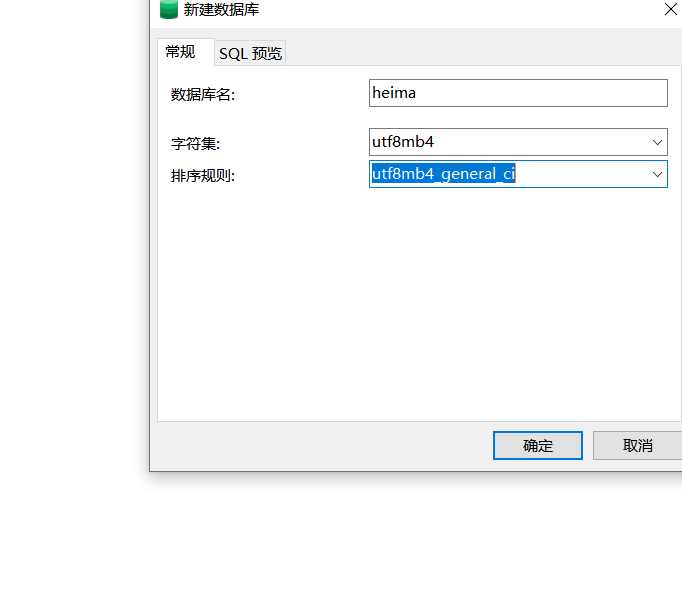 新建数据库
常规 SQL 预览
数据库名: heima
字符集: utf8mb4
排序规则: utf8mb4_general_ci
确定 取消